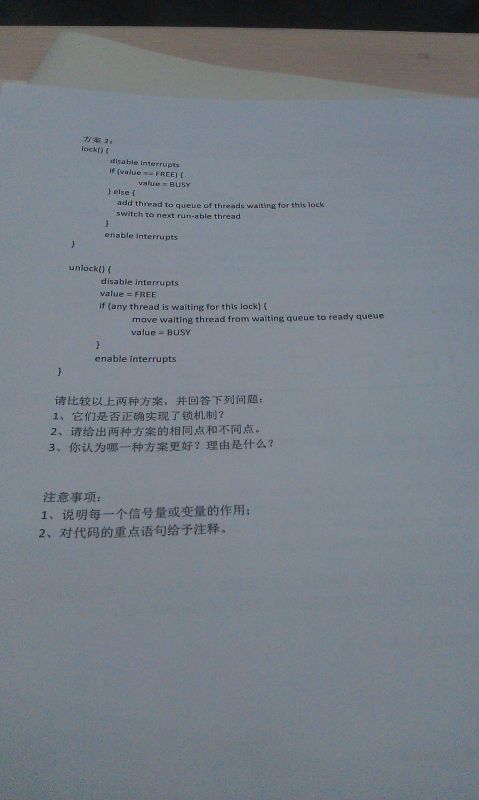 方案 2：
lock() {
disable interrupts
if (value == FREE) {
value = BUSY
} else {
add thread to queue of threads waiting for this lock
switch to next run-able thread
}
enable interrupts
}
unlock() {
disable interrupts
value = FREE
if (any thread is waiting for this lock) {
move waiting thread from waiting queue to ready queue
value = BUSY
}
enable interrupts
}
请比较以上两种方案，并回答下列问题：
1、它们是否正确实现了锁机制？
2、请给出两种方案的相同点和不同点。
3、你认为哪一种方案更好？理由是什么？
注意事项：
1、说明每一个信号量或变量的作用；
2、对代码的重点语句给予注释。